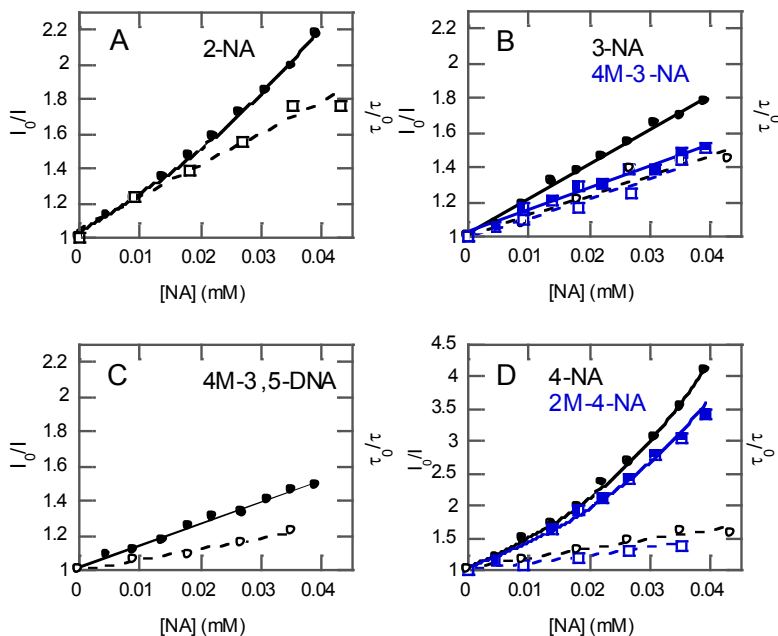 A
2-NA
2.2
2
1.8
1.6
1.4
1.2
1
I0/I
τ0/τ
0 0.01 0.02 0.03 0.04
[NA] (mM)
B
3-NA
4M-3-NA
2.2
2
1.8
1.6
1.4
1.2
1
I0/I
τ0/τ
0 0.01 0.02 0.03 0.04
[NA] (mM)
C
4M-3,5-DNA
2.2
2
1.8
1.6
1.4
1.2
1
I0/I
τ0/τ
0 0.01 0.02 0.03 0.04
[NA] (mM)
D
4-NA
2M-4-NA
4.5
4
3.5
3
2.5
2
1.5
1
I0/I
τ0/τ
0 0.01 0.02 0.03 0.04
[NA] (mM)